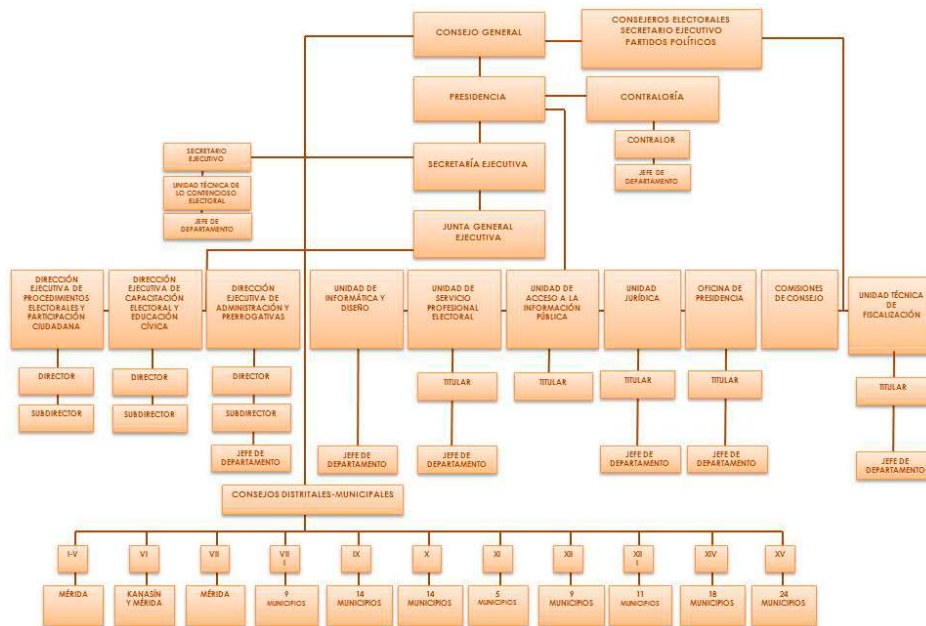 CONSEJO GENERAL
CONSEJEROS ELECTORALES
SECRETARIO EJECUTIVO
PARTIDOS POLÍTICOS
PRESIDENCIA
CONTRALORÍA
CONTRALOR
JEFE DE
DEPARTAMENTO
SECRETARIO
EJECUTIVO
UNIDAD TÉCNICA DE
LO CONTENCIOSO
ELECTORAL
JEFE DE
DEPARTAMENTO
SECRETARÍA EJECUTIVA
JUNTA GENERAL
EJECUTIVA
DIRECCIÓN
EJECUTIVA DE
PROCEDIMIENTOS
ELECTORALES Y
PARTICIPACIÓN
CIUDADANA
DIRECCIÓN
EJECUTIVA DE
CAPACITACIÓN
ELECTORAL Y
EDUCACIÓN
CÍVICA
DIRECCIÓN
EJECUTIVA DE
ADMINISTRACIÓN Y
PRERROGATIVAS
UNIDAD DE
INFORMÁTICA Y
DISEÑO
UNIDAD DE
SERVICIO
PROFESIONAL
ELECTORAL
UNIDAD DE
ACCESO A LA
INFORMACIÓN
PÚBLICA
UNIDAD
JURÍDICA
OFICINA DE
PRESIDENCIA
COMISIONES
DE CONSEJO
UNIDAD TÉCNICA
DE
FISCALIZACIÓN
DIRECTOR
DIRECTOR
DIRECTOR
TITULAR
TITULAR
TITULAR
TITULAR
TITULAR
SUBDIRECTOR
SUBDIRECTOR
SUBDIRECTOR
JEFE DE
DEPARTAMENTO
JEFE DE
DEPARTAMENTO
JEFE DE
DEPARTAMENTO
JEFE DE
DEPARTAMENTO
JEFE DE
DEPARTAMENTO
JEFE DE
DEPARTAMENTO
CONSEJOS DISTRITALES-MUNICIPALES
I-V
VI
VII
VII
I
IX
X
XI
XII
XII
I
XIV
XV
MÉRIDA
KANASÍN
Y MÉRIDA
MÉRIDA
9
MUNICIPIOS
14
MUNICIPIOS
14
MUNICIPIOS
5
MUNICIPIOS
9
MUNICIPIOS
11
MUNICIPIOS
18
MUNICIPIOS
24
MUNICIPIOS